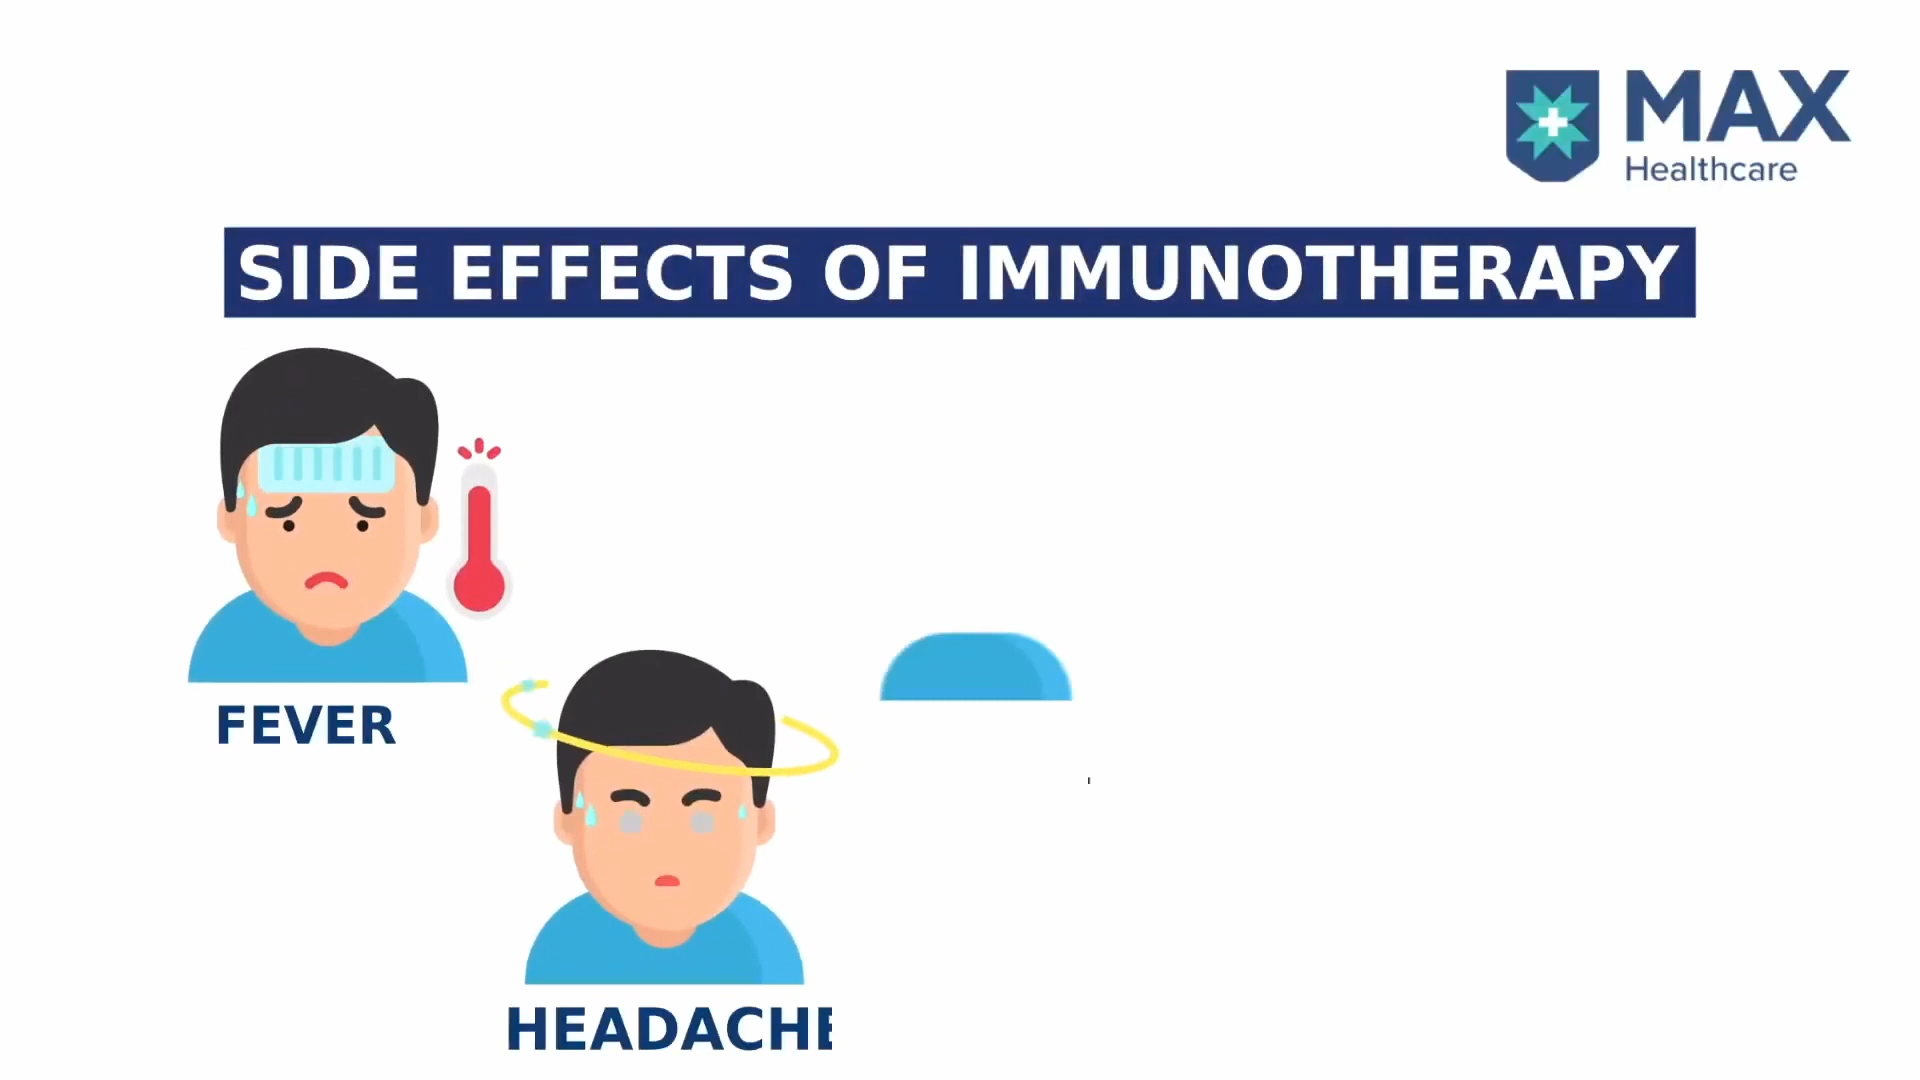 MAX
Healthcare
SIDE EFFECTS OF IMMUNOTHERAPY
FEVER
HEADACHE